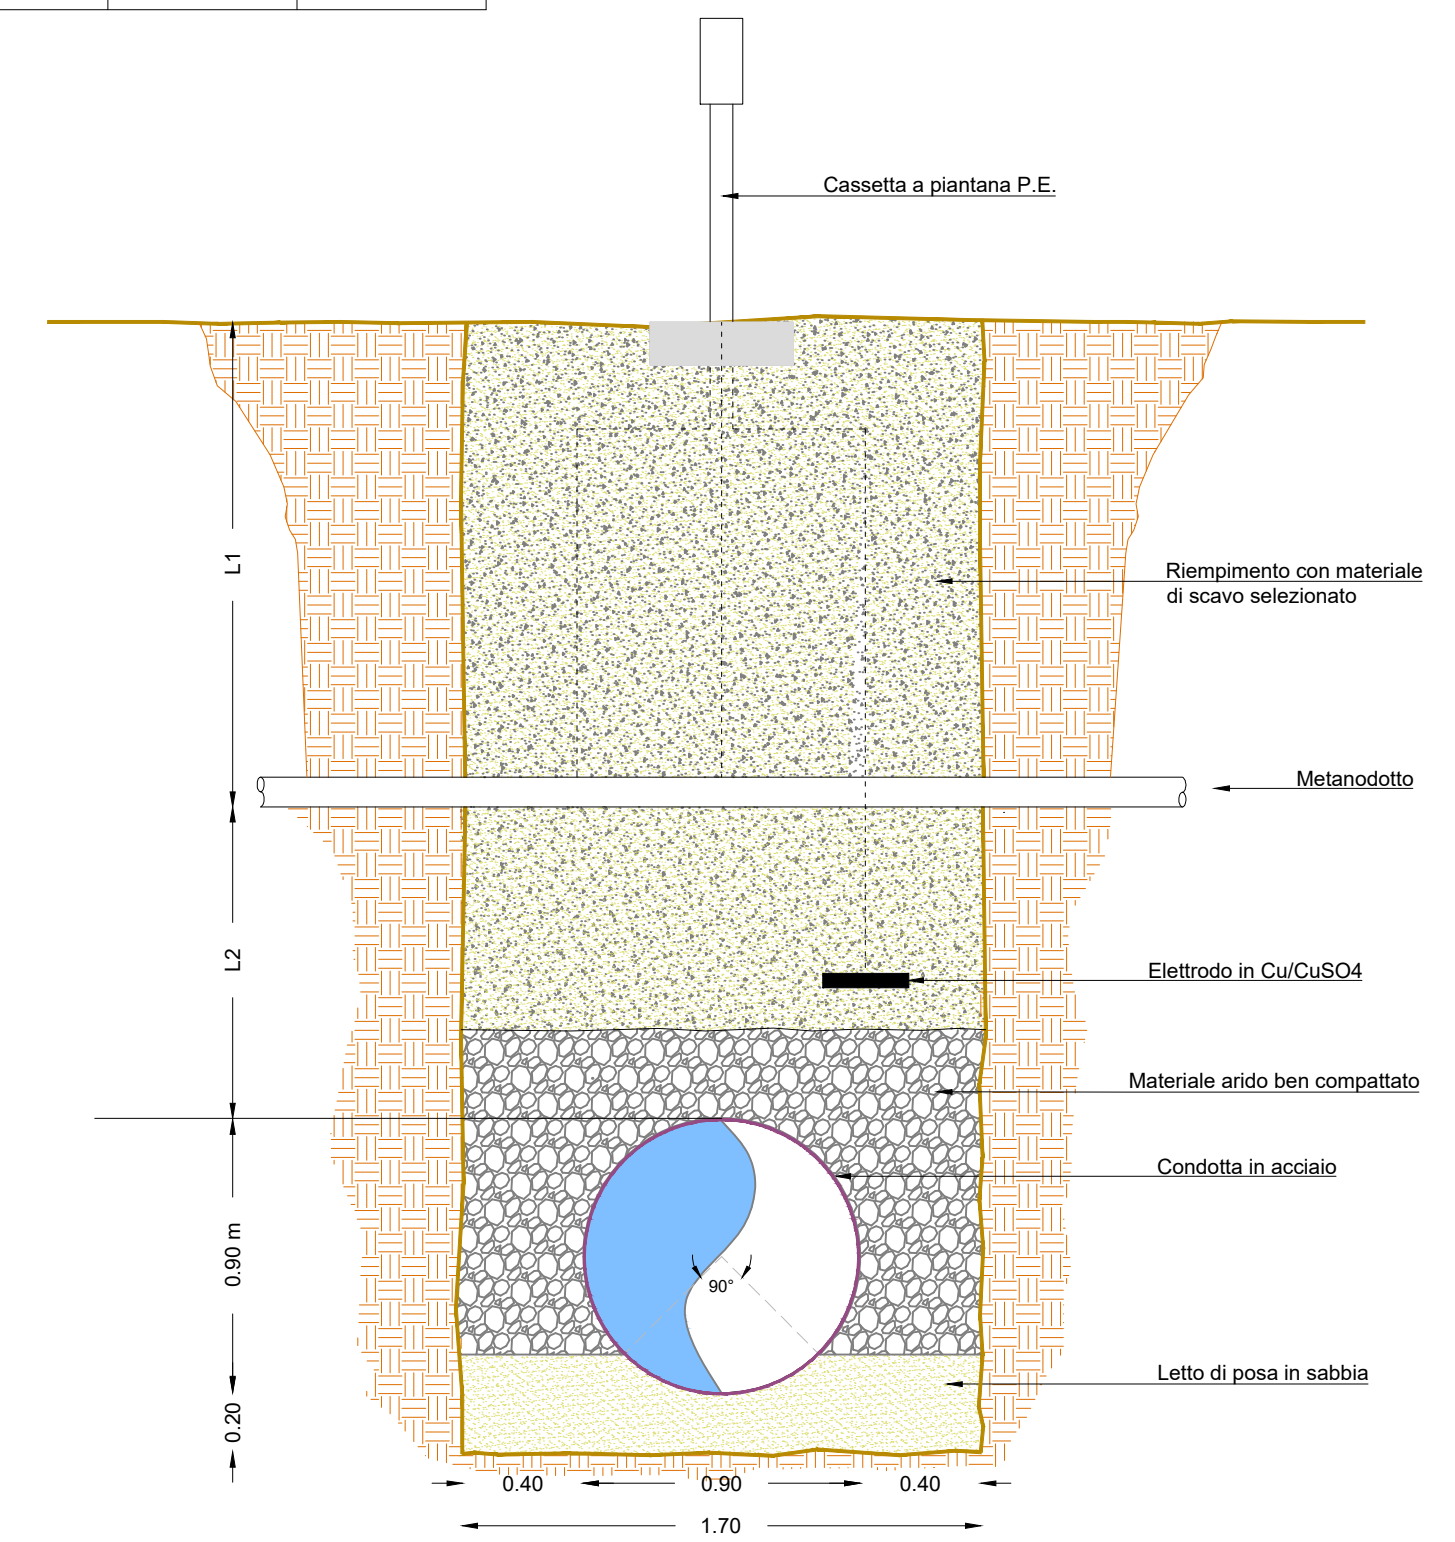 Cassetta a piantana P.E.
L1
Riempimento con materiale
di scavo selezionato
Metanodotto
L2
Elettrodo in Cu/CuSO4
Materiale arido ben compattato
Condotta in acciaio
0.90 m
90°
Letto di posa in sabbia
0.20
0.40
0.90
0.40
1.70